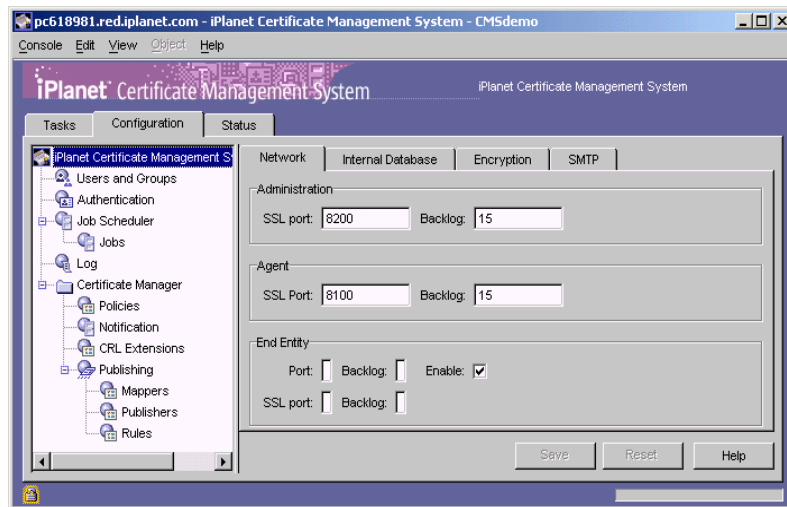 pc618981.red.iplanet.com - iPlanet Certificate Management System - CMSdemo
Console Edit View Object Help
iPlanet Certificate Management System
iPlanet Certificate Management System
Tasks Configuration Status
iPlanet Certificate Management S
Users and Groups
Authentication
Job Scheduler
Jobs
Log
Certificate Manager
Policies
Notification
CRL Extensions
Publishing
Mappers
Publishers
Rules
Network Internal Database Encryption SMTP
Administration
SSL port: 8200 Backlog: 15
Agent
SSL Port: 8100 Backlog: 15
End Entity
Port: Backlog: Enable:
SSL port: Backlog:
Save Reset Help